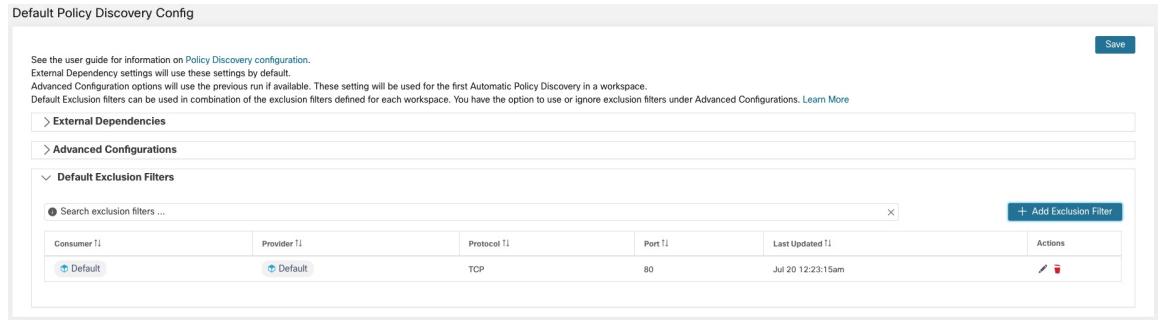 Default Policy Discovery Config
Save
See the user guide for information on Policy Discovery configuration.
External Dependency settings will use these settings by default.
Advanced Configuration options will use the previous run if available. These setting will be used for the first Automatic Policy Discovery in a workspace.
Default Exclusion filters can be used in combination of the exclusion filters defined for each workspace. You have the option to use or ignore exclusion filters under Advanced Configurations. Learn More
External Dependencies
Advanced Configurations
Default Exclusion Filters
Search exclusion filters ...
+ Add Exclusion Filter
Consumer Provider Protocol Port Last Updated Actions
Default Default TCP 80 Jul 20 12:23:15am